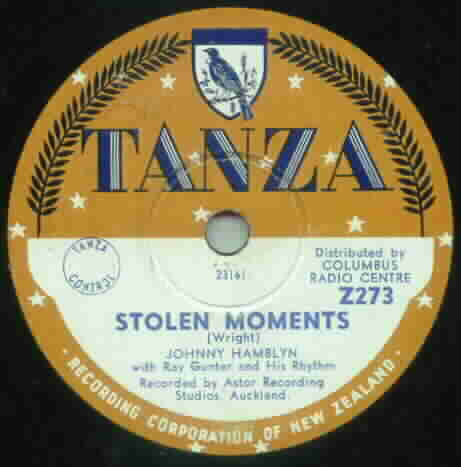 TANZA
TANZA CONTROL
23161
Distributed by
COLUMBUS
RADIO CENTRE
Z273
STOLEN MOMENTS
(Wright)
JOHNNY HAMBLYN
with Ray Gunter and His Rhythm
Recorded by Astor Recording
Studios, Auckland.
· RECORDING CORPORATION OF NEW ZEALAND ·